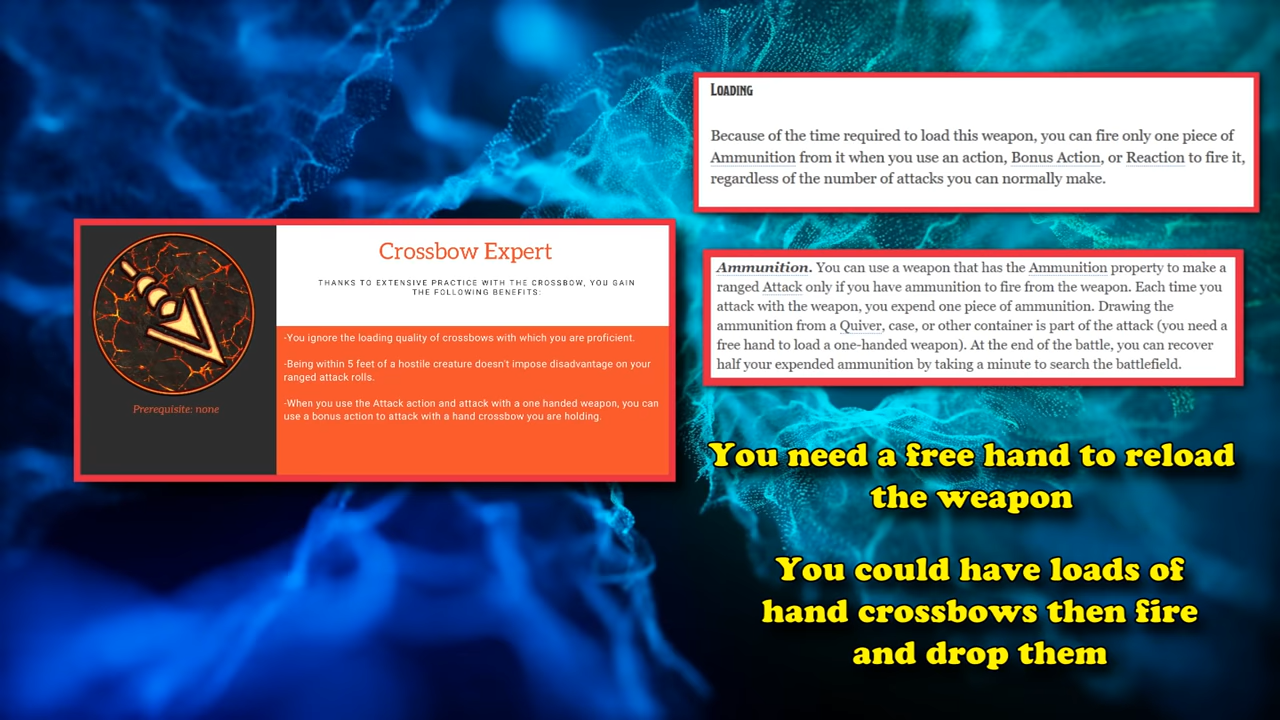 Crossbow Expert
THANKS TO EXTENSIVE PRACTICE WITH THE CROSSBOW, YOU GAIN
THE FOLLOWING BENEFITS:
Prerequisite: none
-You ignore the loading quality of crossbows with which you are proficient.
-Being within 5 feet of a hostile creature doesn't impose disadvantage on your
ranged attack rolls.
-When you use the Attack action and attack with a one handed weapon, you can
use a bonus action to attack with a hand crossbow you are holding.
LOADING
Because of the time required to load this weapon, you can fire only one piece of
Ammunition from it when you use an action, Bonus Action, or Reaction to fire it,
regardless of the number of attacks you can normally make.
Ammunition. You can use a weapon that has the Ammunition property to make a
ranged Attack only if you have ammunition to fire from the weapon. Each time you
attack with the weapon, you expend one piece of ammunition. Drawing the
ammunition from a Quiver, case, or other container is part of the attack (you need a
free hand to load a one-handed weapon). At the end of the battle, you can recover
half your expended ammunition by taking a minute to search the battlefield.
You need a free hand to reload
the weapon
You could have loads of
hand crossbows then fire
and drop them